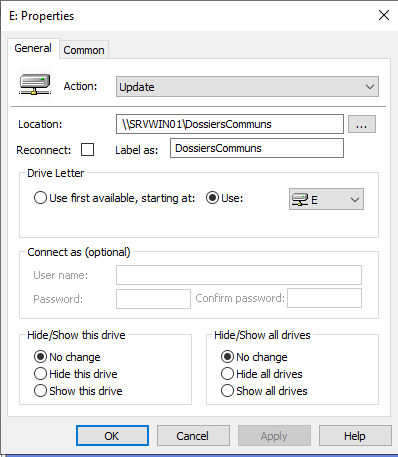 E: Properties
General Common
Action: Update
Location: \\SRVWIN01\DossiersCommuns ...
Reconnect: Label as: DossiersCommuns
Drive Letter
Use first available, starting at: Use: E
Connect as (optional)
User name:
Password: Confirm password:
Hide/Show this drive Hide/Show all drives
No change No change
Hide this drive Hide all drives
Show this drive Show all drives
OK Cancel Apply Help